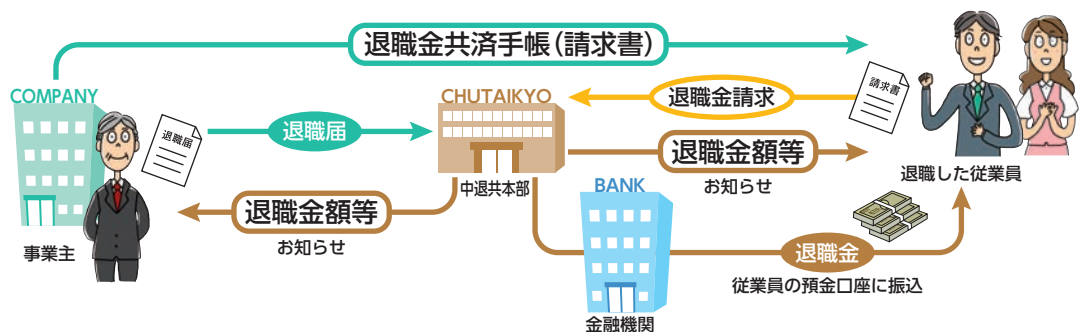 退職金共済手帳(請求書)
COMPANY
退職届
退職届
CHUTAIKYO
退職金請求
請求書
退職金額等
お知らせ
退職した従業員
中退共本部
BANK
退職金額等
お知らせ
事業主
退職金
従業員の預金口座に振込
金融機関